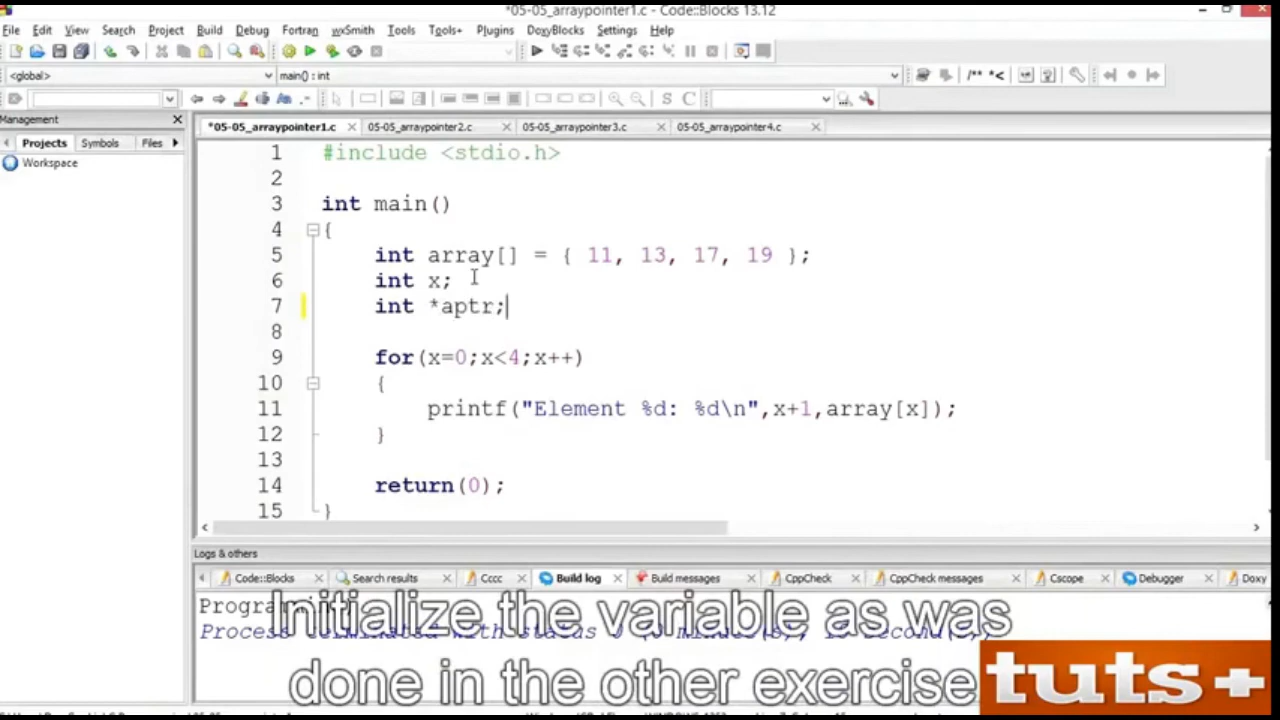 *05-05_arraypointer1.c - Code::Blocks 13.12
File Edit View Search Project Build Debug Fortran wxSmith Tools Tools+ Plugins DoxyBlocks Settings Help
<global> main() : int
/** *<
S C
Management
*05-05_arraypointer1.c 05-05_arraypointer2.c 05-05_arraypointer3.c 05-05_arraypointer4.c
Projects Symbols Files
Workspace
1 #include <stdio.h>
2
3 int main()
4 {
5 int array[] = { 11, 13, 17, 19 };
6 int x;
7 int *aptr;
8
9 for(x=0;x<4;x++)
10 {
11 printf("Element %d: %d\n",x+1,array[x]);
12 }
13
14 return(0);
15 }
Logs & others
Code::Blocks Search results Cccc Build log Build messages CppCheck CppCheck messages Cscope Debugger Doxy
Process terminated with status 0
Initialize the variable as was
done in the other exercise
tuts+